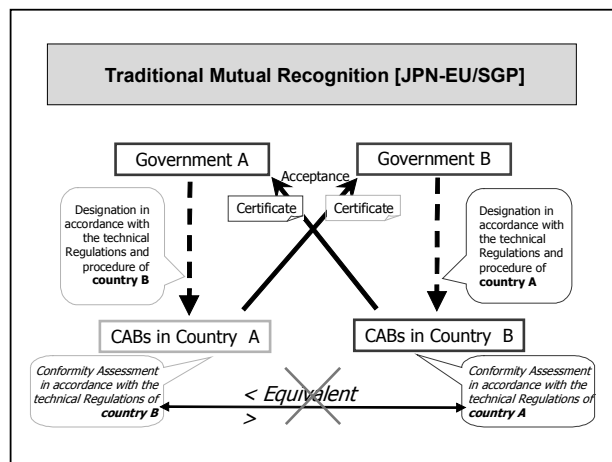 Traditional Mutual Recognition [JPN-EU/SGP]
Government A
Government B
Acceptance
Certificate
Certificate
Designation in
accordance with
the technical
Regulations and
procedure of
country B
Designation in
accordance with
the technical
Regulations and
procedure of
country A
CABs in Country A
CABs in Country B
Conformity Assessment
in accordance with the
technical Regulations of
country B
< Equivalent
>
Conformity Assessment
in accordance with the
technical Regulations of
country A